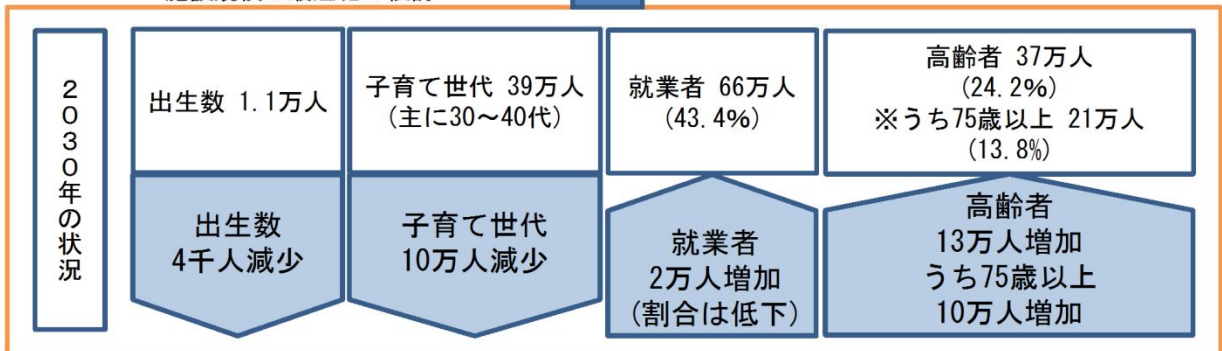 2030年の状況
出生数 1.1万人
子育て世代 39万人
(主に30～40代)
就業者 66万人
(43.4%)
高齢者 37万人
(24.2%)
※うち75歳以上 21万人
(13.8%)
出生数
4千人減少
子育て世代
10万人減少
就業者
2万人増加
(割合は低下)
高齢者
13万人増加
うち75歳以上
10万人増加